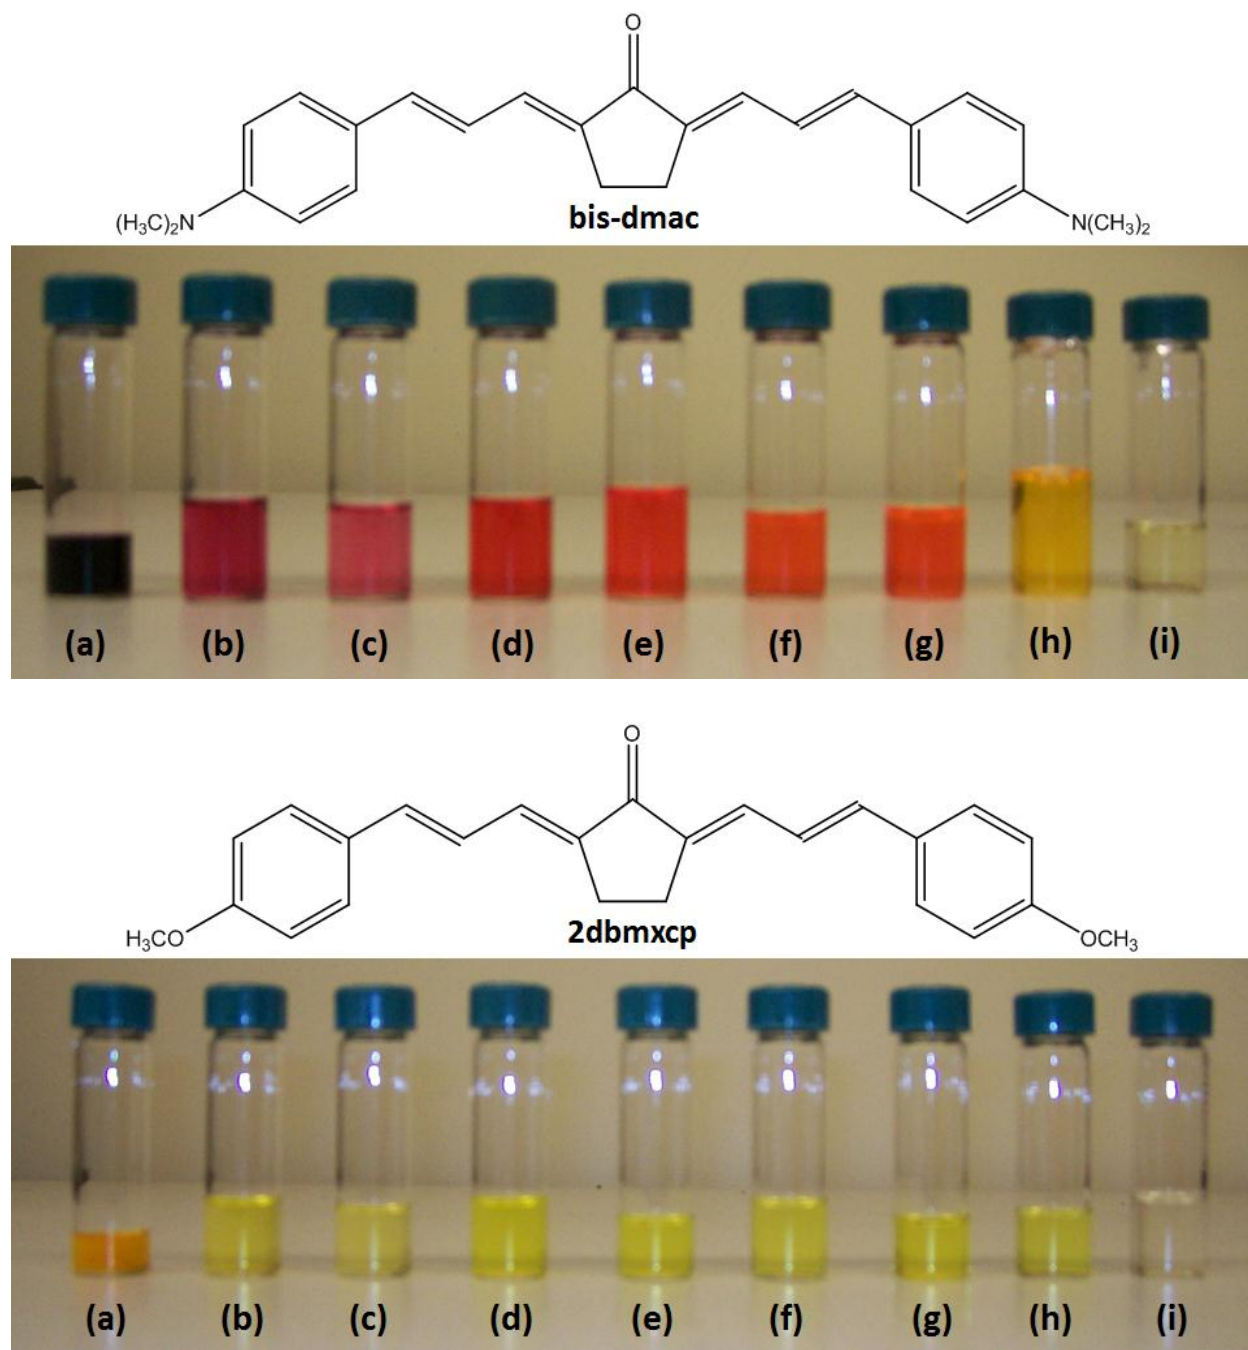 O
(H₃C)₂N
N(CH₃)₂
bis-dmac
(a) (b) (c) (d) (e) (f) (g) (h) (i)
O
H₃CO
OCH₃
2dbmxcp
(a) (b) (c) (d) (e) (f) (g) (h) (i)